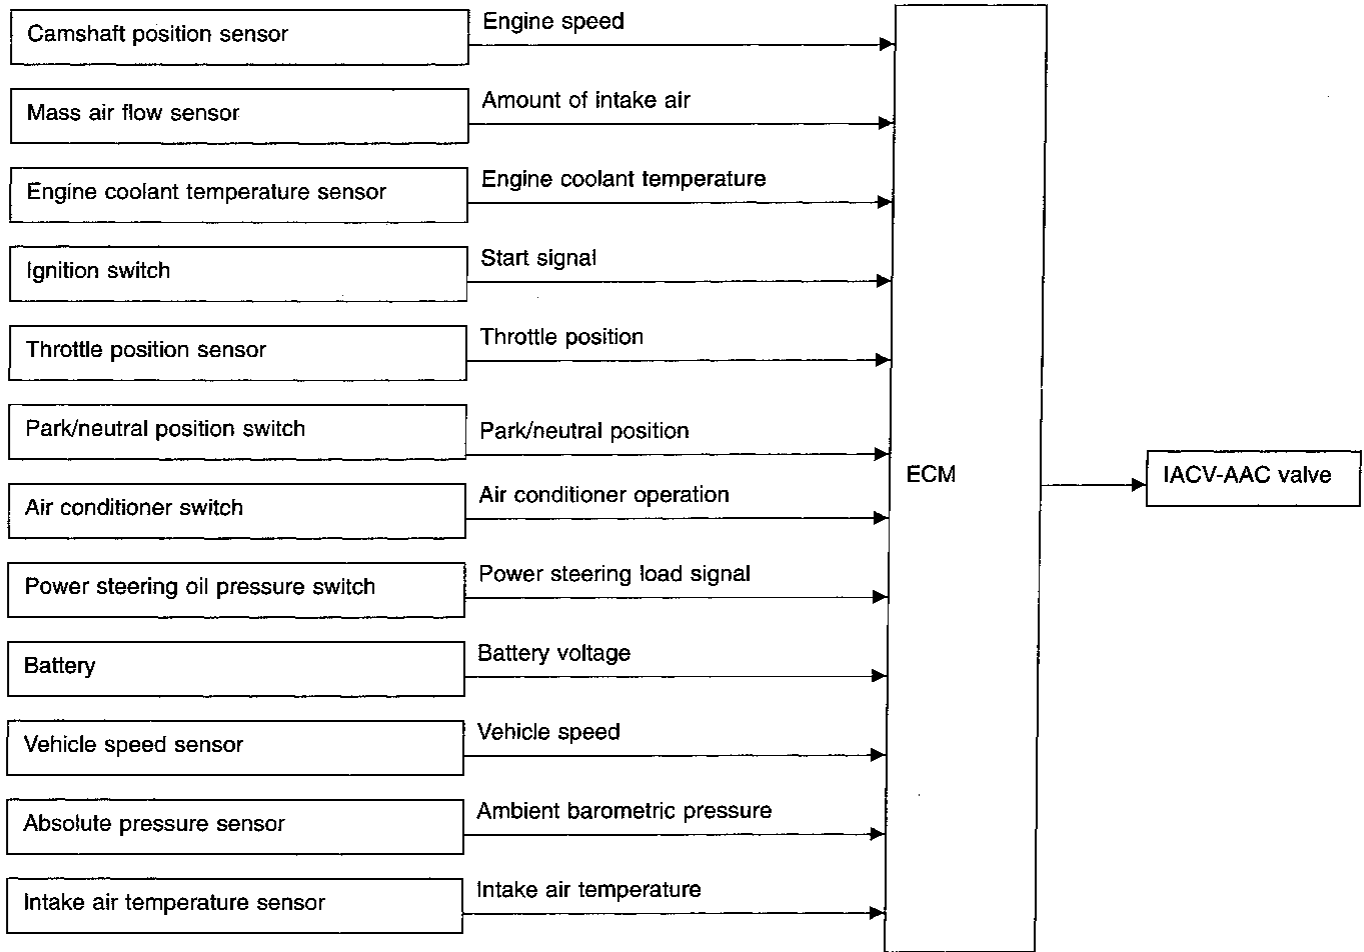 Camshaft position sensor
Engine speed
Mass air flow sensor
Amount of intake air
Engine coolant temperature sensor
Engine coolant temperature
Ignition switch
Start signal
Throttle position sensor
Throttle position
Park/neutral position switch
Park/neutral position
Air conditioner switch
Air conditioner operation
Power steering oil pressure switch
Power steering load signal
Battery
Battery voltage
Vehicle speed sensor
Vehicle speed
Absolute pressure sensor
Ambient barometric pressure
Intake air temperature sensor
Intake air temperature
ECM
IACV-AAC valve